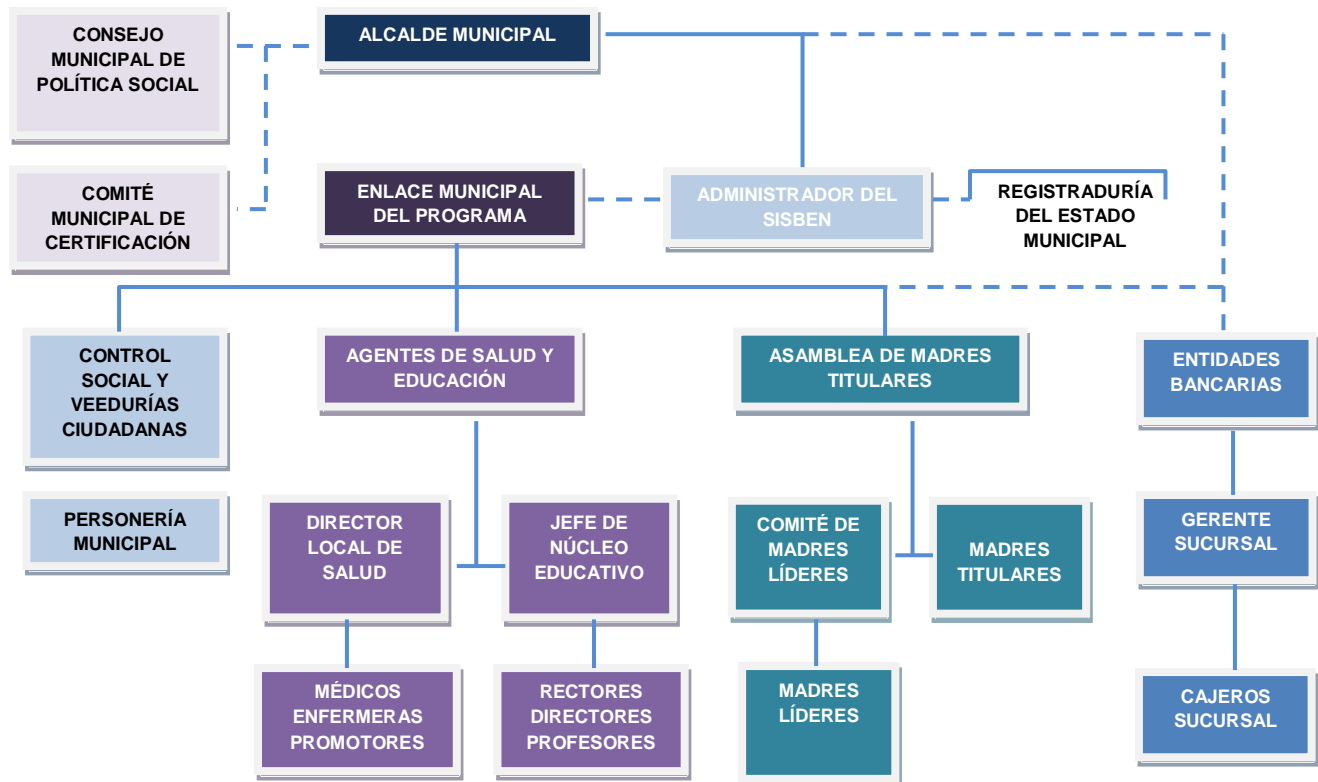 CONSEJO
MUNICIPAL DE
POLÍTICA SOCIAL
ALCALDE MUNICIPAL
COMITÉ
MUNICIPAL DE
CERTIFICACIÓN
ENLACE MUNICIPAL
DEL PROGRAMA
ADMINISTRADOR DEL
SISBEN
REGISTRADURÍA
DEL ESTADO
MUNICIPAL
CONTROL
SOCIAL Y
VEEDURÍAS
CIUDADANAS
AGENTES DE SALUD Y
EDUCACIÓN
ASAMBLEA DE MADRES
TITULARES
ENTIDADES
BANCARIAS
PERSONERÍA
MUNICIPAL
DIRECTOR
LOCAL DE
SALUD
JEFE DE
NÚCLEO
EDUCATIVO
COMITÉ DE
MADRES
LÍDERES
MADRES
TITULARES
GERENTE
SUCURSAL
MÉDICOS
ENFERMERAS
PROMOTORES
RECTORES
DIRECTORES
PROFESORES
MADRES
LÍDERES
CAJEROS
SUCURSAL